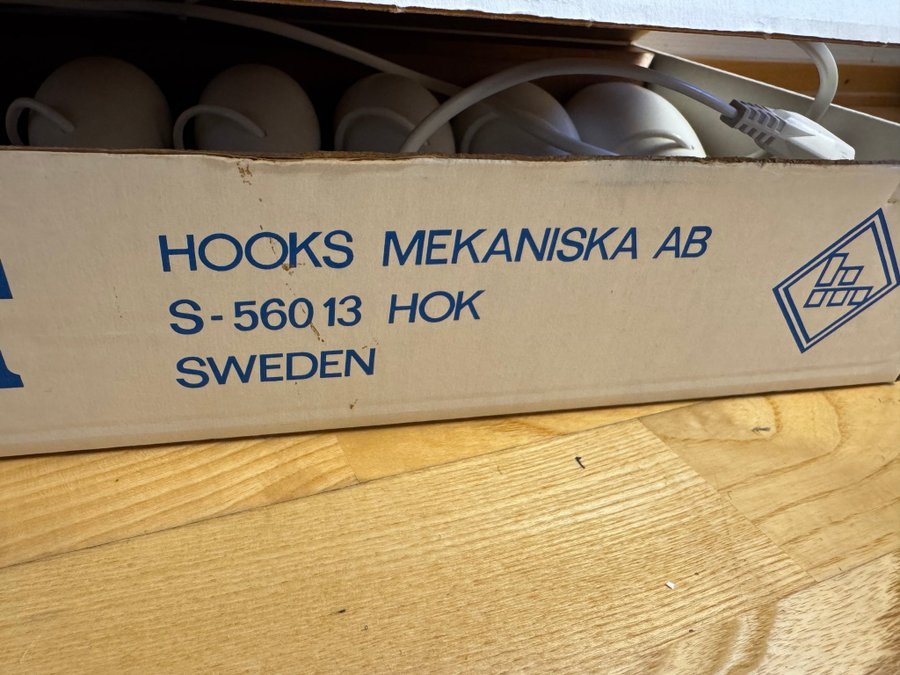 HOOKS MEKANISKA AB
S-560 13 HOK
SWEDEN